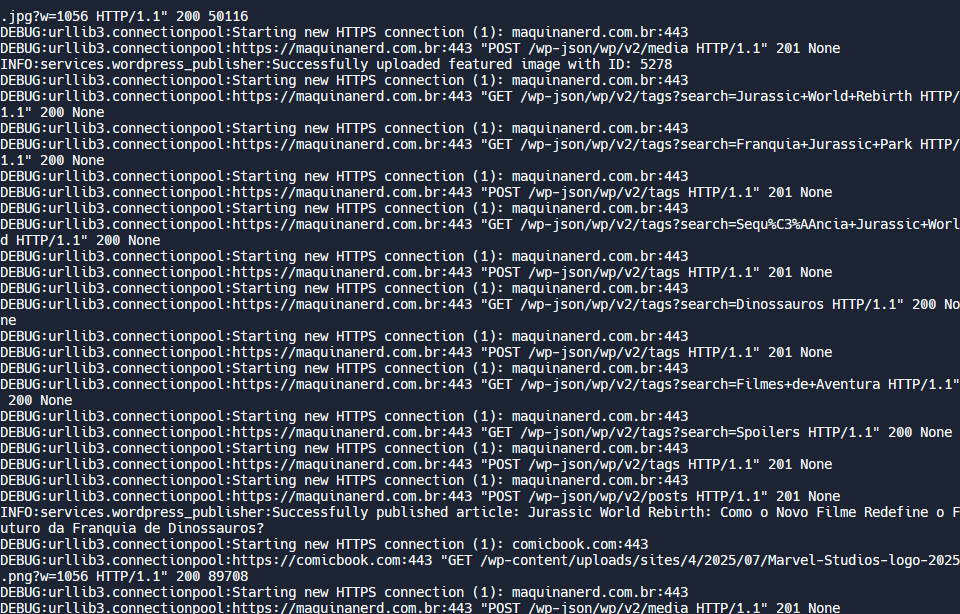 .jpg?w=1056 HTTP/1.1" 200 50116
DEBUG:urllib3.connectionpool:Starting new HTTPS connection (1): maquinanerd.com.br:443
DEBUG:urllib3.connectionpool:https://maquinanerd.com.br:443 "POST /wp-json/wp/v2/media HTTP/1.1" 201 None
INFO:services.wordpress_publisher:Successfully uploaded featured image with ID: 5278
DEBUG:urllib3.connectionpool:Starting new HTTPS connection (1): maquinanerd.com.br:443
DEBUG:urllib3.connectionpool:https://maquinanerd.com.br:443 "GET /wp-json/wp/v2/tags?search=Jurassic+World+Rebirth HTTP/
1.1" 200 None
DEBUG:urllib3.connectionpool:Starting new HTTPS connection (1): maquinanerd.com.br:443
DEBUG:urllib3.connectionpool:https://maquinanerd.com.br:443 "GET /wp-json/wp/v2/tags?search=Franquia+Jurassic+Park HTTP/
1.1" 200 None
DEBUG:urllib3.connectionpool:Starting new HTTPS connection (1): maquinanerd.com.br:443
DEBUG:urllib3.connectionpool:https://maquinanerd.com.br:443 "POST /wp-json/wp/v2/tags HTTP/1.1" 201 None
DEBUG:urllib3.connectionpool:Starting new HTTPS connection (1): maquinanerd.com.br:443
DEBUG:urllib3.connectionpool:https://maquinanerd.com.br:443 "GET /wp-json/wp/v2/tags?search=Sequ%C3%AAncia+Jurassic+Worl
d HTTP/1.1" 200 None
DEBUG:urllib3.connectionpool:Starting new HTTPS connection (1): maquinanerd.com.br:443
DEBUG:urllib3.connectionpool:https://maquinanerd.com.br:443 "POST /wp-json/wp/v2/tags HTTP/1.1" 201 None
DEBUG:urllib3.connectionpool:Starting new HTTPS connection (1): maquinanerd.com.br:443
DEBUG:urllib3.connectionpool:https://maquinanerd.com.br:443 "GET /wp-json/wp/v2/tags?search=Dinossauros HTTP/1.1" 200 No
ne
DEBUG:urllib3.connectionpool:Starting new HTTPS connection (1): maquinanerd.com.br:443
DEBUG:urllib3.connectionpool:https://maquinanerd.com.br:443 "POST /wp-json/wp/v2/tags HTTP/1.1" 201 None
DEBUG:urllib3.connectionpool:Starting new HTTPS connection (1): maquinanerd.com.br:443
DEBUG:urllib3.connectionpool:https://maquinanerd.com.br:443 "GET /wp-json/wp/v2/tags?search=Filmes+de+Aventura HTTP/1.1"
 200 None
DEBUG:urllib3.connectionpool:Starting new HTTPS connection (1): maquinanerd.com.br:443
DEBUG:urllib3.connectionpool:https://maquinanerd.com.br:443 "GET /wp-json/wp/v2/tags?search=Spoilers HTTP/1.1" 200 None
DEBUG:urllib3.connectionpool:Starting new HTTPS connection (1): maquinanerd.com.br:443
DEBUG:urllib3.connectionpool:https://maquinanerd.com.br:443 "POST /wp-json/wp/v2/tags HTTP/1.1" 201 None
DEBUG:urllib3.connectionpool:Starting new HTTPS connection (1): maquinanerd.com.br:443
DEBUG:urllib3.connectionpool:https://maquinanerd.com.br:443 "POST /wp-json/wp/v2/posts HTTP/1.1" 201 None
INFO:services.wordpress_publisher:Successfully published article: Jurassic World Rebirth: Como o Novo Filme Redefine o F
uturo da Franquia de Dinossauros?
DEBUG:urllib3.connectionpool:Starting new HTTPS connection (1): comicbook.com:443
DEBUG:urllib3.connectionpool:https://comicbook.com:443 "GET /wp-content/uploads/sites/4/2025/07/Marvel-Studios-logo-2025
.png?w=1056 HTTP/1.1" 200 89708
DEBUG:urllib3.connectionpool:Starting new HTTPS connection (1): maquinanerd.com.br:443
DEBUG:urllib3.connectionpool:https://maquinanerd.com.br:443 "POST /wp-json/wp/v2/media HTTP/1.1" 201 None